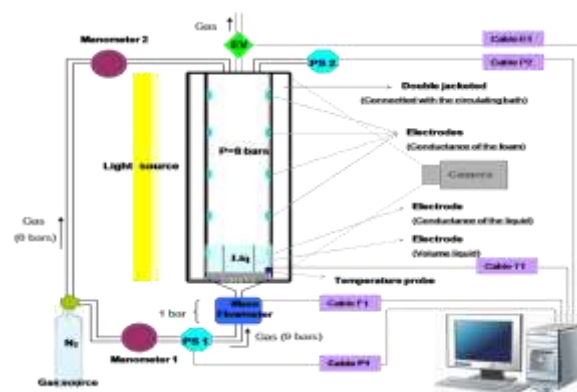 Gas
Manometer 2
EV
Cable E1
PS 2
Cable P2
Double jacketed
(Connected with the circulating bath)
Electrodes
(Conductance of the foam)
P=8 bars
Light source
Camera
Gas
(9 bars)
Electrode
(Conductance of the liquid)
Liq
Electrode
(Volume liquid)
Cable T1
Temperature probe
1 bar
Mass
Flowmeter
Cable F1
N₂
PS 1
Gas (9 bars)
Manometer 1
Cable P1
Gas source